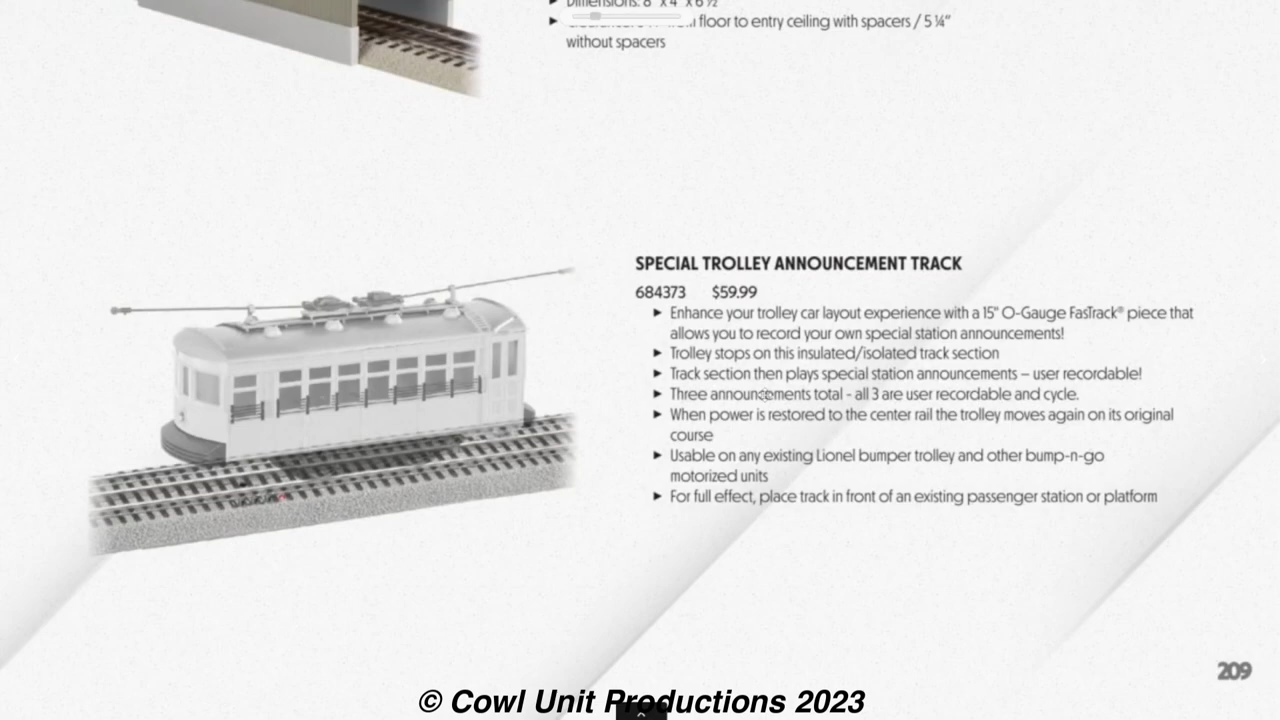 ▶ Dimensions: 8" x 4" x 6 ½"
▶ floor to entry ceiling with spacers / 5 ¼"
without spacers
SPECIAL TROLLEY ANNOUNCEMENT TRACK
684373 $59.99
▶ Enhance your trolley car layout experience with a 15" O-Gauge FasTrack® piece that
allows you to record your own special station announcements!
▶ Trolley stops on this insulated/isolated track section
▶ Track section then plays special station announcements – user recordable!
▶ Three announcements total - all 3 are user recordable and cycle.
▶ When power is restored to the center rail the trolley moves again on its original
course
▶ Usable on any existing Lionel bumper trolley and other bump-n-go
motorized units
▶ For full effect, place track in front of an existing passenger station or platform
209
© Cowl Unit Productions 2023